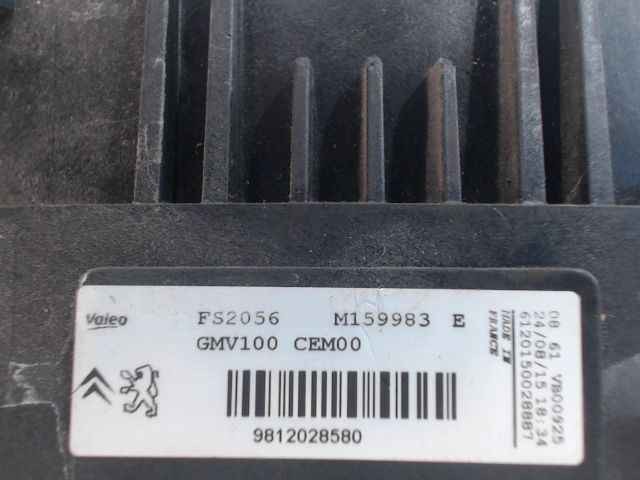 Valeo FS2056 M159983 E
GMV100 CEM00
9812028580
MADE IN
FRANCE
08 61 VB00925
24/08/15 18:34
6120150028887